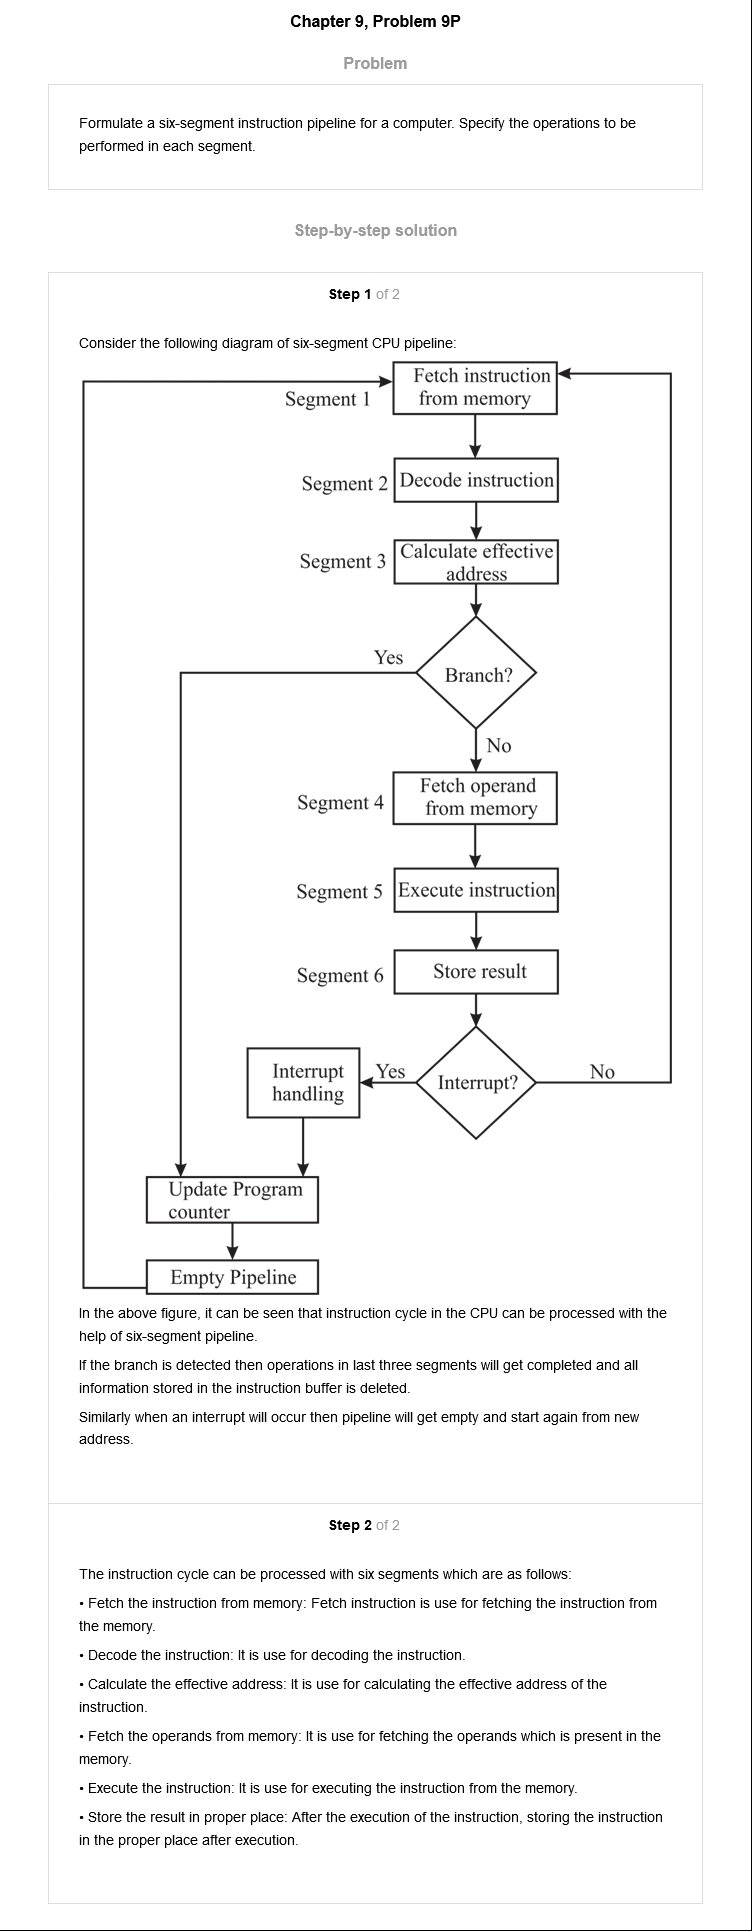 Chapter 9, Problem 9P
Problem
Formulate a six-segment instruction pipeline for a computer. Specify the operations to be
performed in each segment.
Step-by-step solution
Step 1 of 2
Consider the following diagram of six-segment CPU pipeline:
Fetch instruction
from memory
Segment 1
Segment 2
Decode instruction
Segment 3
Calculate effective
address
Yes
Branch?
No
Segment 4
Fetch operand
from memory
Segment 5
Execute instruction
Segment 6
Store result
Interrupt
handling
Yes
Interrupt?
No
Update Program
counter
Empty Pipeline
In the above figure, it can be seen that instruction cycle in the CPU can be processed with the
help of six-segment pipeline.
If the branch is detected then operations in last three segments will get completed and all
information stored in the instruction buffer is deleted.
Similarly when an interrupt will occur then pipeline will get empty and start again from new
address.
Step 2 of 2
The instruction cycle can be processed with six segments which are as follows:
• Fetch the instruction from memory: Fetch instruction is use for fetching the instruction from
the memory.
• Decode the instruction: It is use for decoding the instruction.
• Calculate the effective address: It is use for calculating the effective address of the
instruction.
• Fetch the operands from memory: It is use for fetching the operands which is present in the
memory.
• Execute the instruction: It is use for executing the instruction from the memory.
• Store the result in proper place: After the execution of the instruction, storing the instruction
in the proper place after execution.